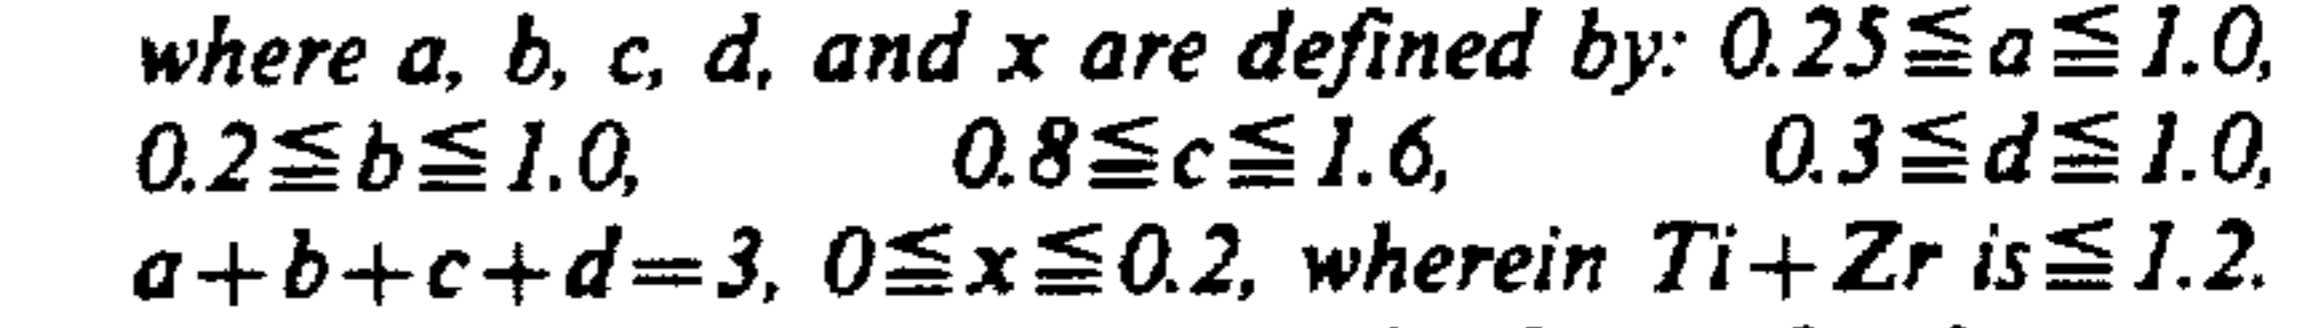 where a, b, c, d, and x are defined by: 0.25≦a≦1.0,
0.2≦b≦1.0, 0.8≦c≦1.6, 0.3≦d≦1.0,
a+b+c+d=3, 0≦x≦0.2, wherein Ti+Zr is≦1.2.